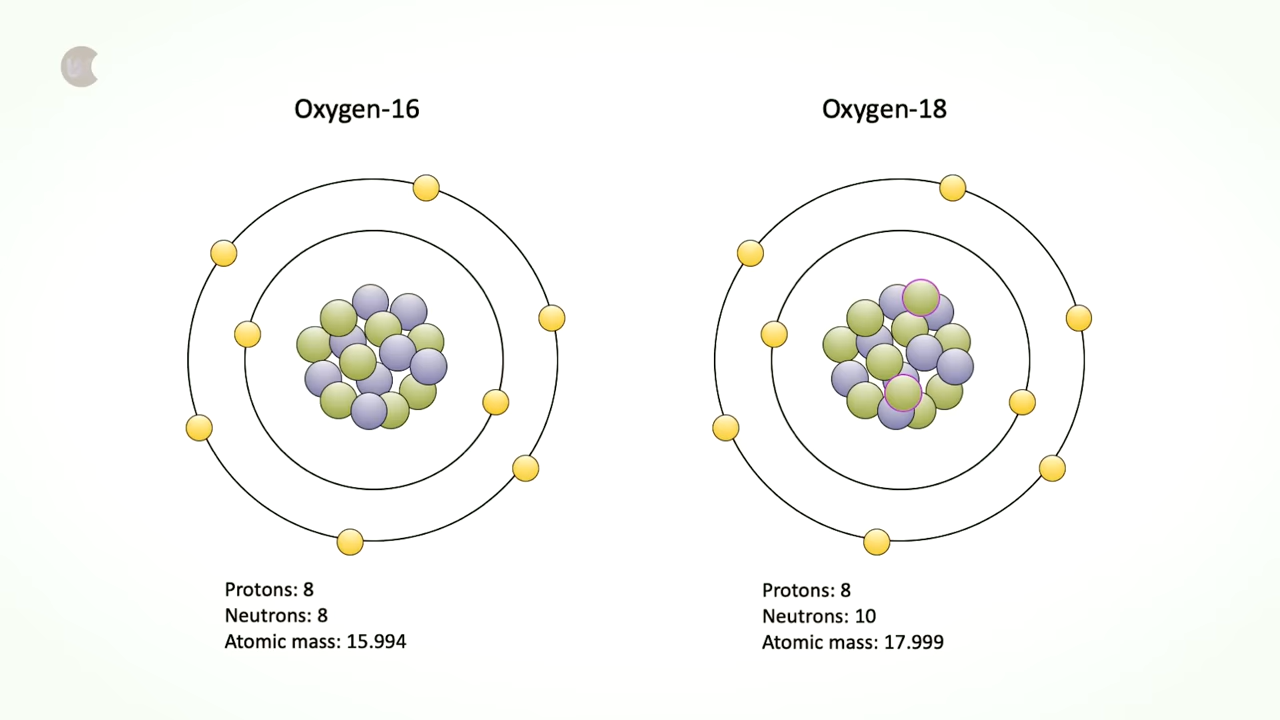 Oxygen-16
Oxygen-18
Protons: 8
Neutrons: 8
Atomic mass: 15.994
Protons: 8
Neutrons: 10
Atomic mass: 17.999